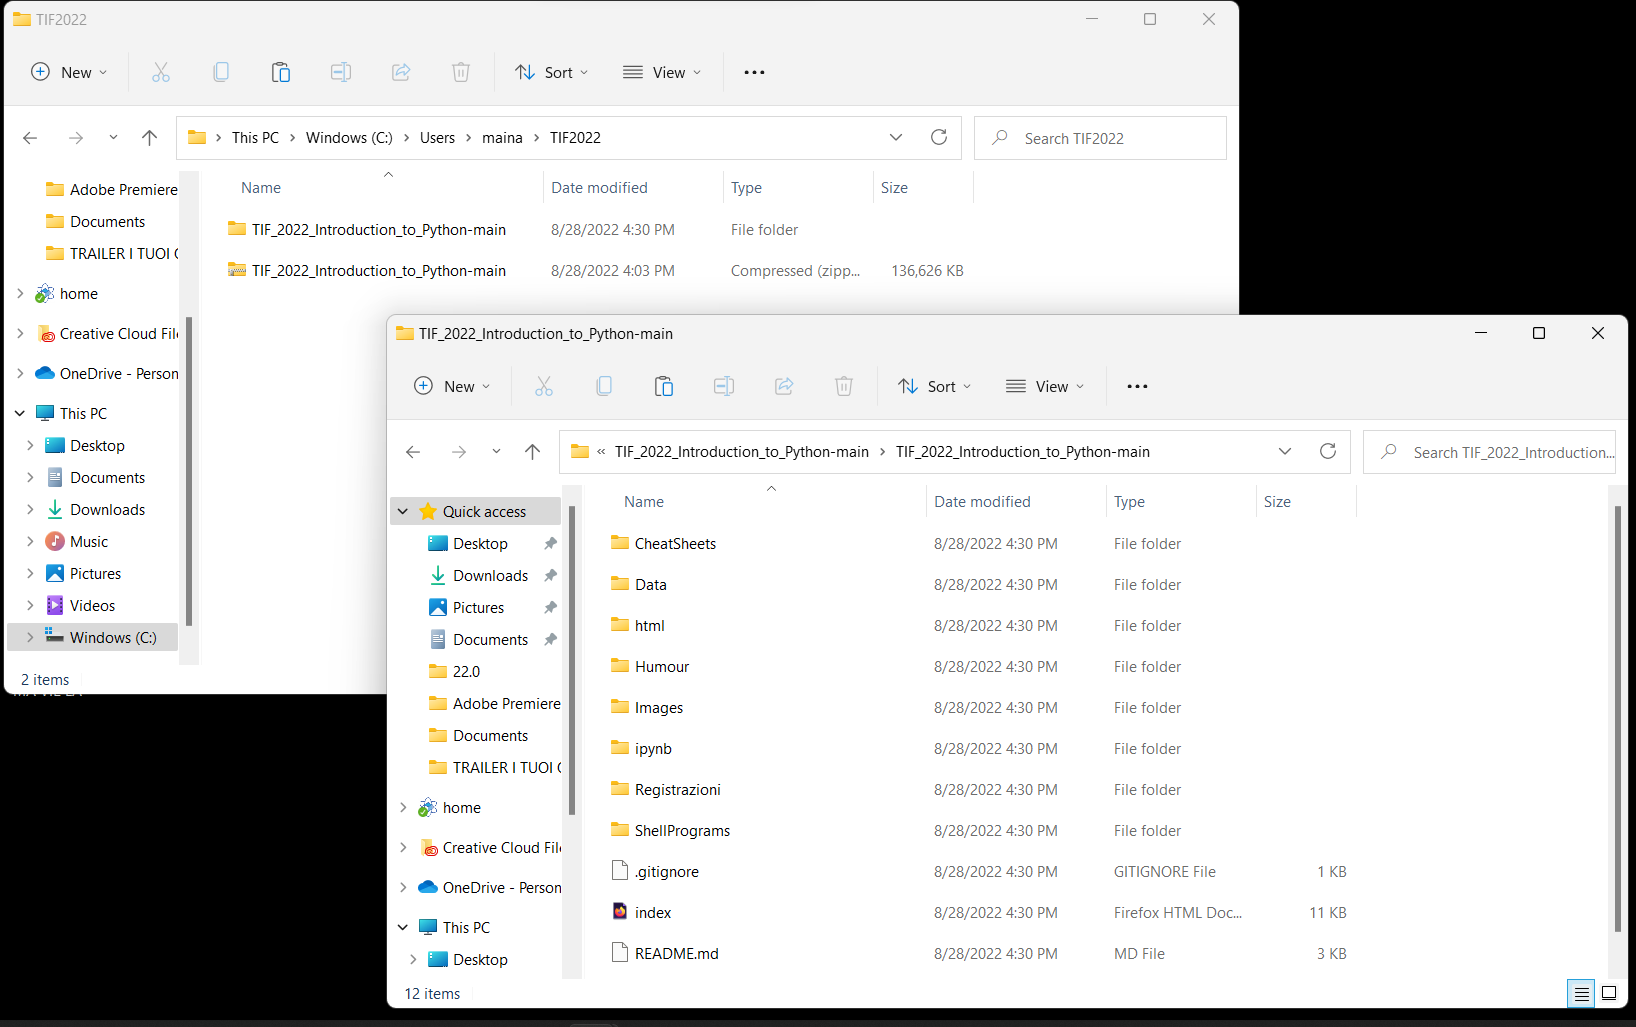 TIF2022
New
Sort
View
This PC
Windows (C:)
Users
maina
TIF2022
Search TIF2022
Name
Date modified
Type
Size
Adobe Premiere
Documents
TRAILER I TUOI
home
Creative Cloud File
OneDrive - Person
This PC
Desktop
Documents
Downloads
Music
Pictures
Videos
Windows (C:)
TIF_2022_Introduction_to_Python-main 8/28/2022 4:30 PM File folder
TIF_2022_Introduction_to_Python-main 8/28/2022 4:03 PM Compressed (zipp... 136,626 KB
2 items
TIF_2022_Introduction_to_Python-main
New
Sort
View
« TIF_2022_Introduction_to_Python-main
TIF_2022_Introduction_to_Python-main
Search TIF_2022_Introduction...
Name
Date modified
Type
Size
Quick access
Desktop
Downloads
Pictures
Documents
22.0
Adobe Premiere
Documents
TRAILER I TUOI
home
Creative Cloud File
OneDrive - Person
This PC
Desktop
CheatSheets 8/28/2022 4:30 PM File folder
Data 8/28/2022 4:30 PM File folder
html 8/28/2022 4:30 PM File folder
Humour 8/28/2022 4:30 PM File folder
Images 8/28/2022 4:30 PM File folder
ipynb 8/28/2022 4:30 PM File folder
Registrazioni 8/28/2022 4:30 PM File folder
ShellPrograms 8/28/2022 4:30 PM File folder
.gitignore 8/28/2022 4:30 PM GITIGNORE File 1 KB
index 8/28/2022 4:30 PM Firefox HTML Doc... 11 KB
README.md 8/28/2022 4:30 PM MD File 3 KB
12 items